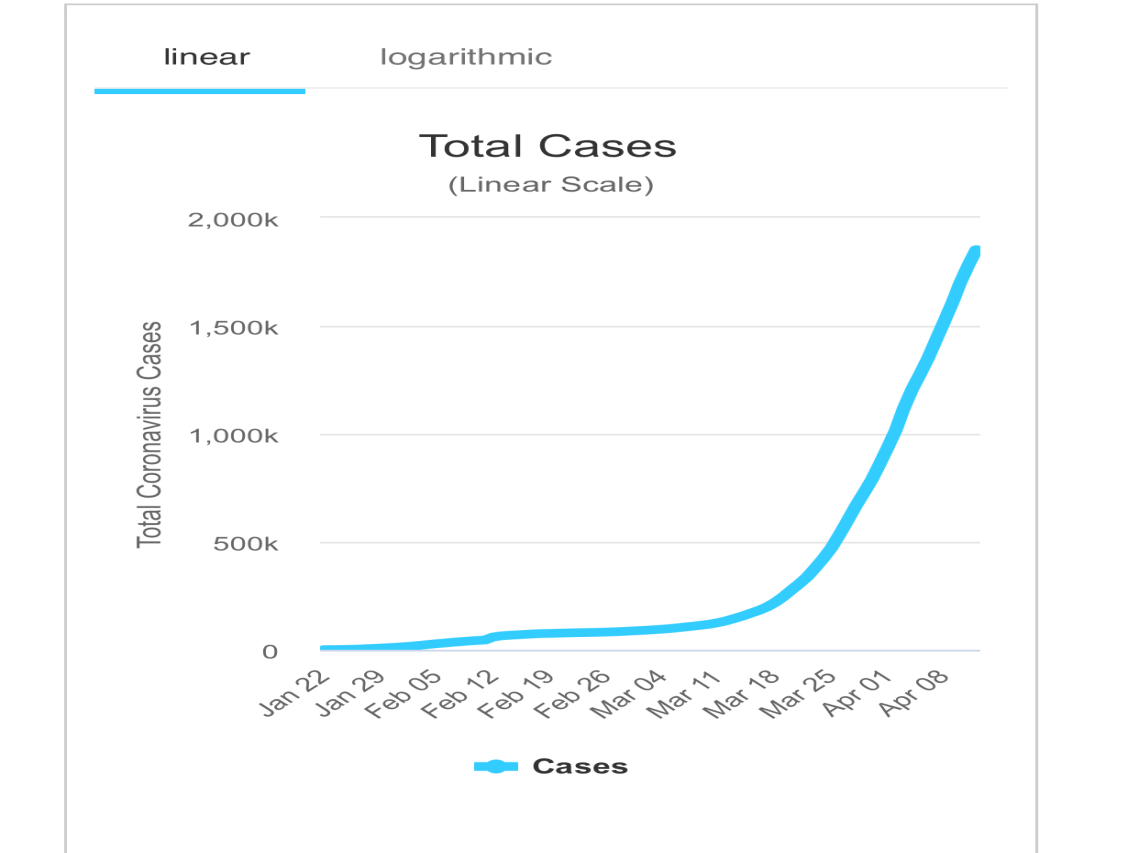 linear logarithmic
Total Cases
(Linear Scale)
Total Coronavirus Cases
2,000k
1,500k
1,000k
500k
0
Jan 22 Jan 29 Feb 05 Feb 12 Feb 19 Feb 26 Mar 04 Mar 11 Mar 18 Mar 25 Apr 01 Apr 08
Cases